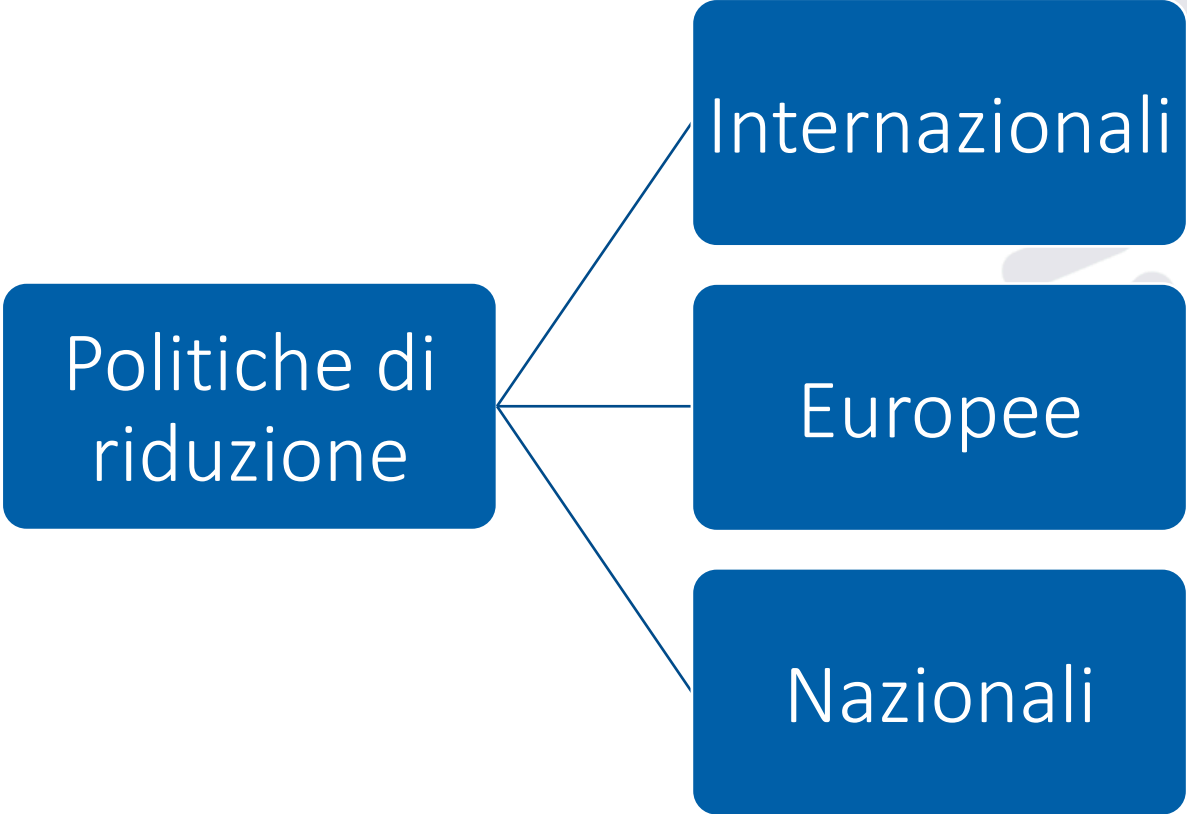 Internazionali
Politiche di
riduzione
Europee
Nazionali